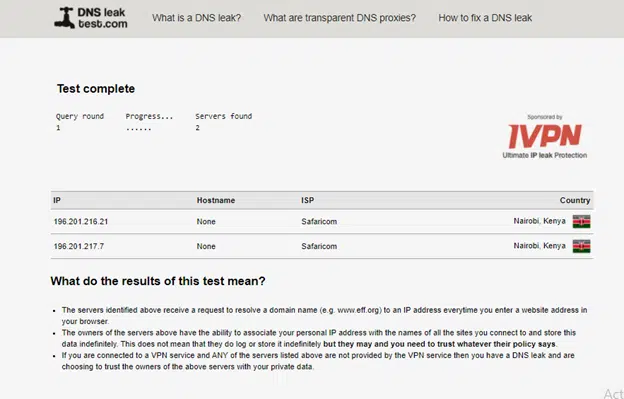 DNS leak test.com
What is a DNS leak?
What are transparent DNS proxies?
How to fix a DNS leak
Test complete
Query round Progress... Servers found
1 ...... 2
Sponsored by
IVPN
Ultimate IP leak Protection
IP Hostname ISP Country
196.201.216.21 None Safaricom Nairobi, Kenya
196.201.217.7 None Safaricom Nairobi, Kenya
What do the results of this test mean?
• The servers identified above receive a request to resolve a domain name (e.g. www.eff.org) to an IP address everytime you enter a website address in
your browser.
• The owners of the servers above have the ability to associate your personal IP address with the names of all the sites you connect to and store this
data indefinitely. This does not mean that they do log or store it indefinitely but they may and you need to trust whatever their policy says.
• If you are connected to a VPN service and ANY of the servers listed above are not provided by the VPN service then you have a DNS leak and are
choosing to trust the owners of the above servers with your private data.
Act